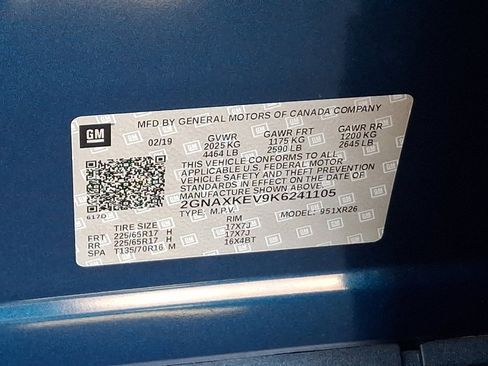 GM
MFD BY GENERAL MOTORS OF CANADA COMPANY
02/19 GVWR GAWR FRT GAWR RR
2025 KG 1175 KG 1200 KG
4464 LB 2590 LB 2645 LB
THIS VEHICLE CONFORMS TO ALL
APPLICABLE U.S. FEDERAL MOTOR
VEHICLE SAFETY AND THEFT PREVENTION
STANDARDS IN EFFECT ON THE DATE OF
MANUFACTURE SHOWN ABOVE.
2GNAXKEV9K6241105
617D TYPE: M.P.V. MODEL: 951XR26
TIRE SIZE RIM
FRT 225/65R17 H 17X7J
RR 225/65R17 H 17X7J
SPA T135/70R16 M 16X4BT